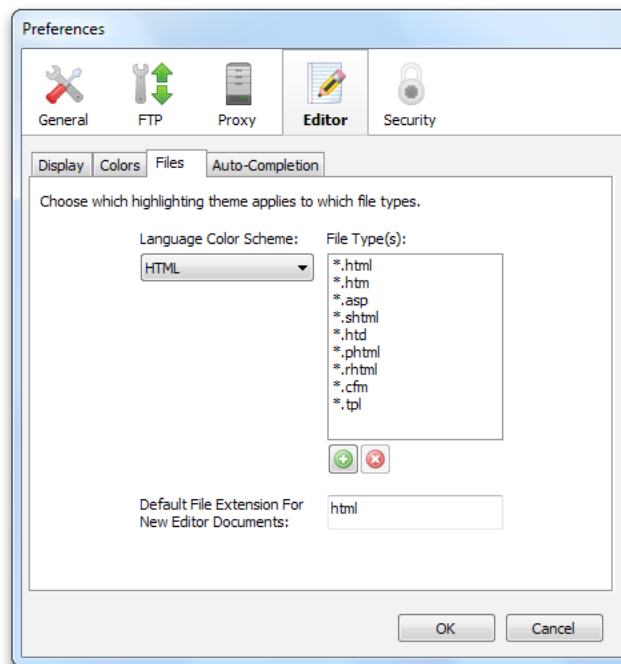 Preferences
General FTP Proxy Editor Security
Display Colors Files Auto-Completion
Choose which highlighting theme applies to which file types.
Language Color Scheme: File Type(s):
HTML
*.html
*.htm
*.asp
*.shtml
*.htd
*.phtml
*.rhtml
*.cfm
*.tpl
Default File Extension For
New Editor Documents:
html
OK Cancel